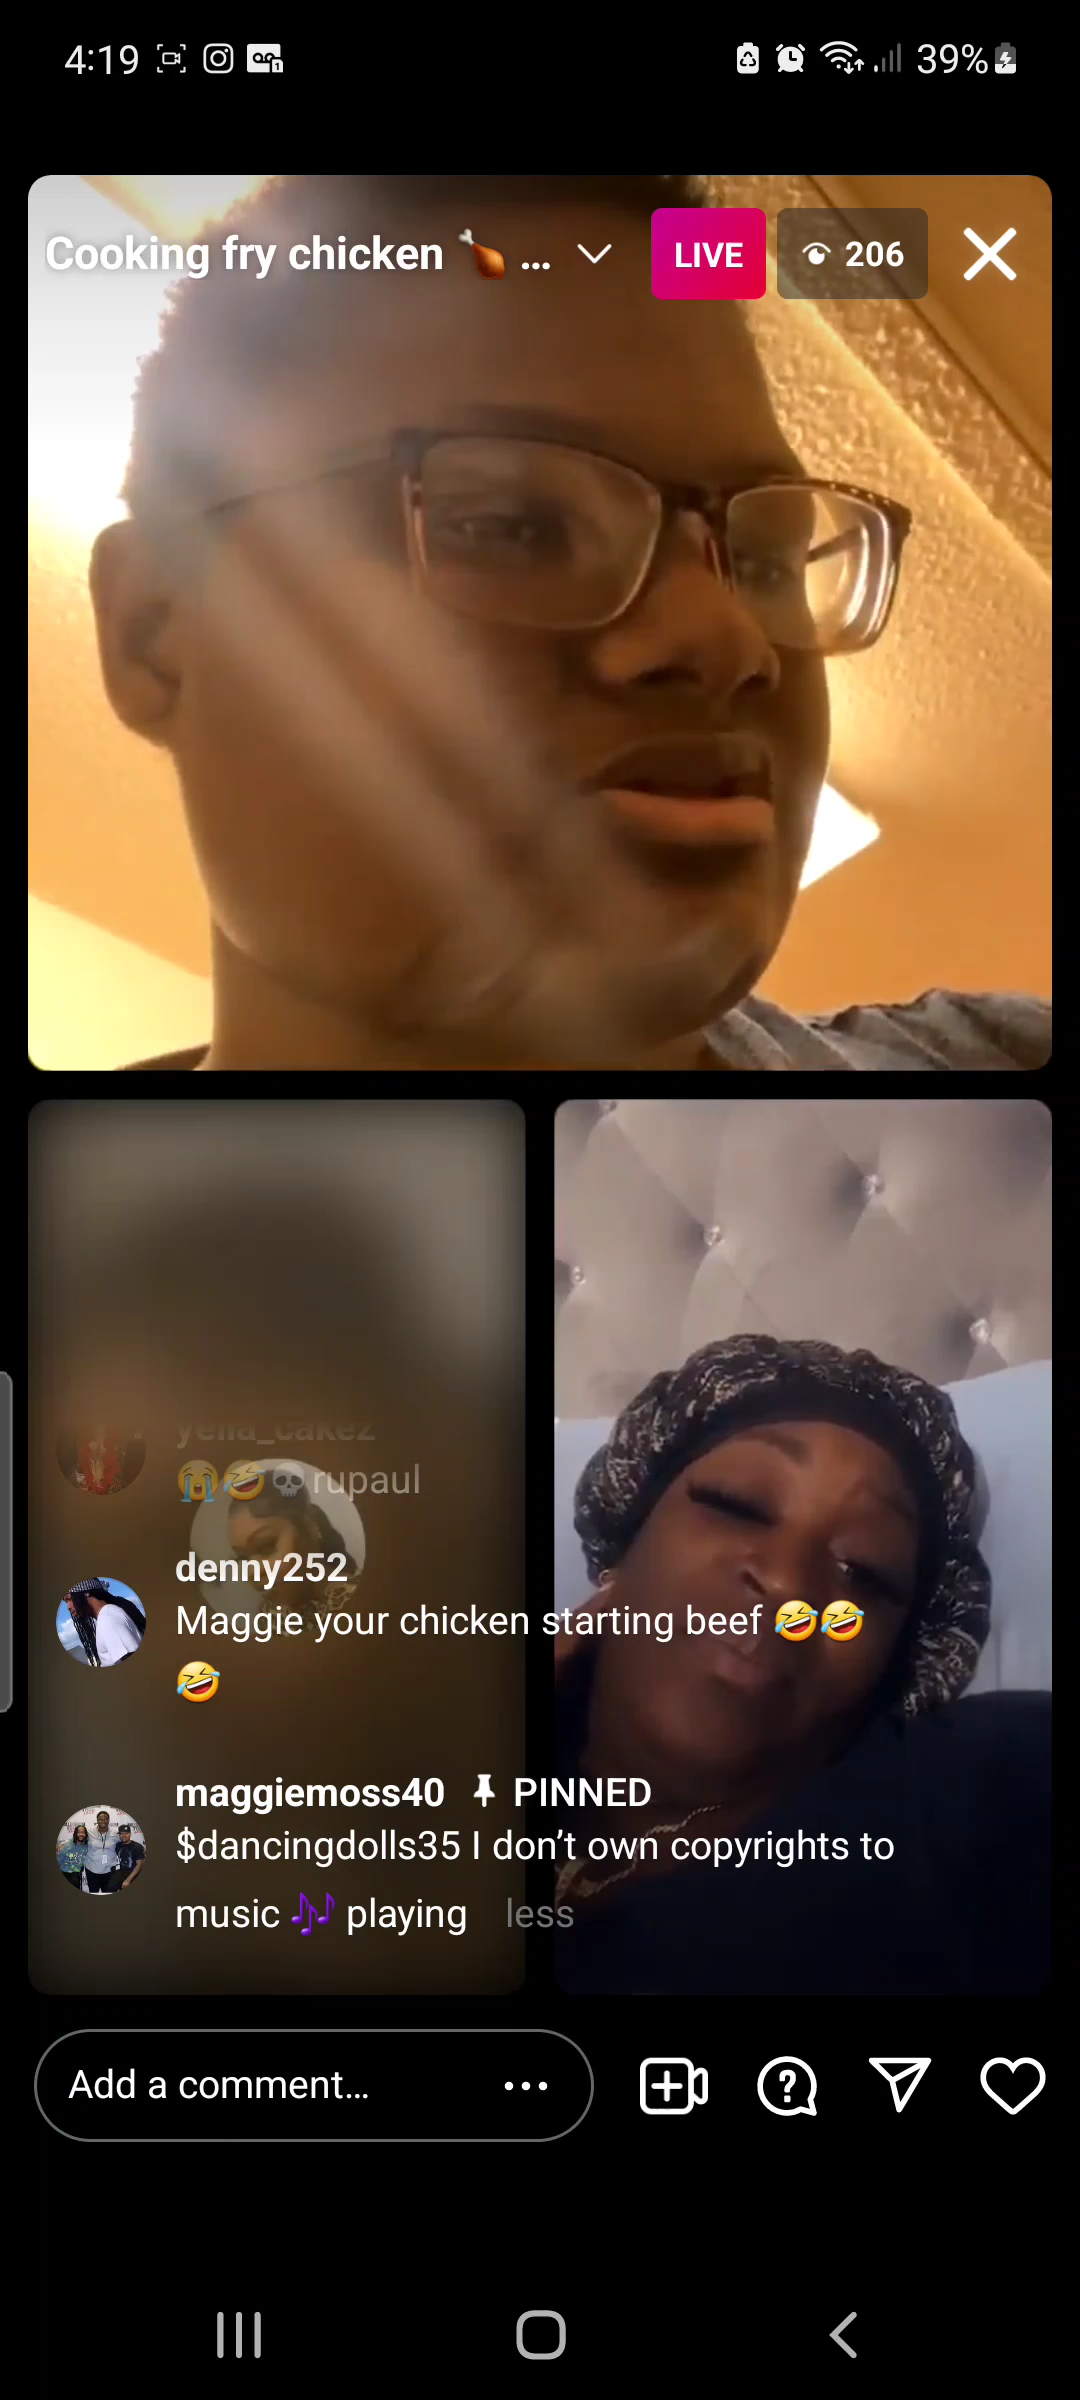 4:19
39%
Cooking fry chicken 🍗 ...
LIVE
206
yella_cakez
😭🤣💀rupaul
denny252
Maggie your chicken starting beef 🤣🤣
🤣
maggiemoss40 📌 PINNED
$dancingdolls35 I don't own copyrights to
music 🎶 playing less
Add a comment...